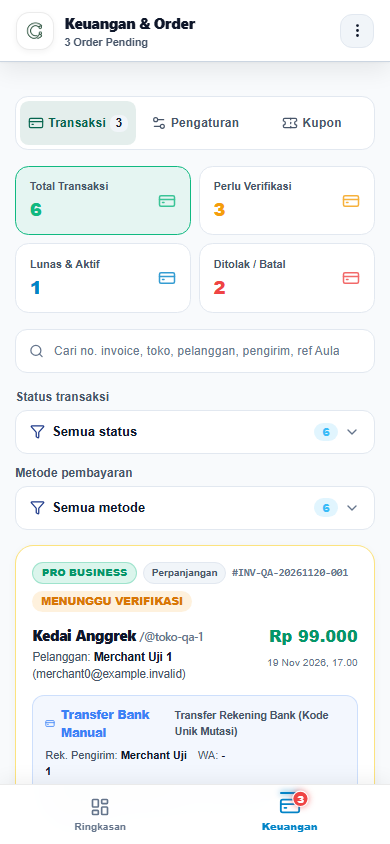 Keuangan & Order
3 Order Pending
Transaksi 3 Pengaturan Kupon
Total Transaksi
6
Perlu Verifikasi
3
Lunas & Aktif
1
Ditolak / Batal
2
Cari no. invoice, toko, pelanggan, pengirim, ref Aula
Status transaksi
Semua status 6
Metode pembayaran
Semua metode 6
PRO BUSINESS Perpanjangan #INV-QA-20261120-001
MENUNGGU VERIFIKASI
Kedai Anggrek /@toko-qa-1
Rp 99.000
Pelanggan: Merchant Uji 1
(merchant0@example.invalid)
19 Nov 2026, 17.00
Transfer Bank
Manual
Transfer Rekening Bank (Kode
Unik Mutasi)
Rek. Pengirim: Merchant Uji
1
WA: -
Ringkasan
3
Keuangan